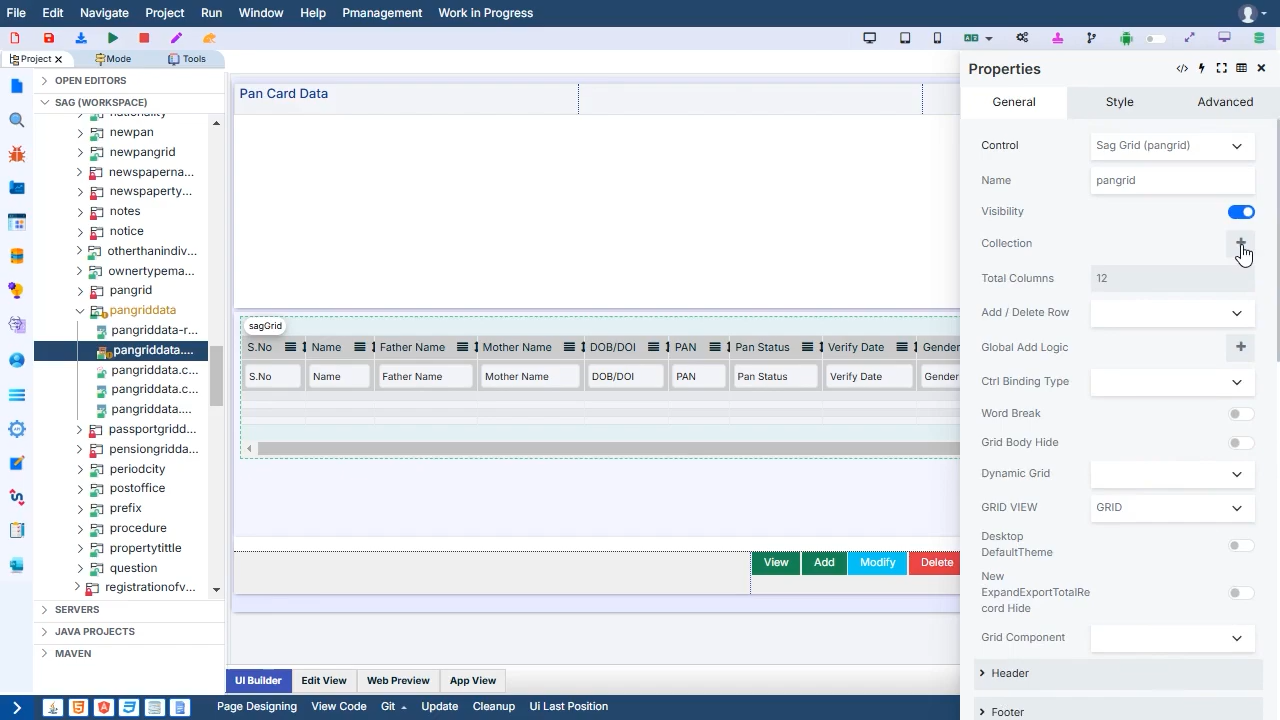 File Edit Navigate Project Run Window Help Pmanagement Work in Progress
Project Mode Tools
OPEN EDITORS
SAG (WORKSPACE)
nationality
newpan
newpangrid
newspaperna...
newspaperty...
notes
notice
otherthanindiv...
ownertypema...
pangrid
pangriddata
pangriddata-r...
pangriddata....
pangriddata.c...
pangriddata.c...
pangriddata....
passportgridd...
pensiongridda...
periodcity
postoffice
prefix
procedure
propertytittle
question
registrationofv...
SERVERS
JAVA PROJECTS
MAVEN
Pan Card Data
sagGrid
S.No Name Father Name Mother Name DOB/DOI PAN Pan Status Verify Date Gender
S.No Name Father Name Mother Name DOB/DOI PAN Pan Status Verify Date Gender
View Add Modify Delete
UI Builder Edit View Web Preview App View
Page Designing View Code Git Update Cleanup Ui Last Position
Properties
General Style Advanced
Control Sag Grid (pangrid)
Name pangrid
Visibility
Collection
Total Columns 12
Add / Delete Row
Global Add Logic
Ctrl Binding Type
Word Break
Grid Body Hide
Dynamic Grid
GRID VIEW GRID
Desktop
DefaultTheme
New
ExpandExportTotalRe
cord Hide
Grid Component
Header
Footer